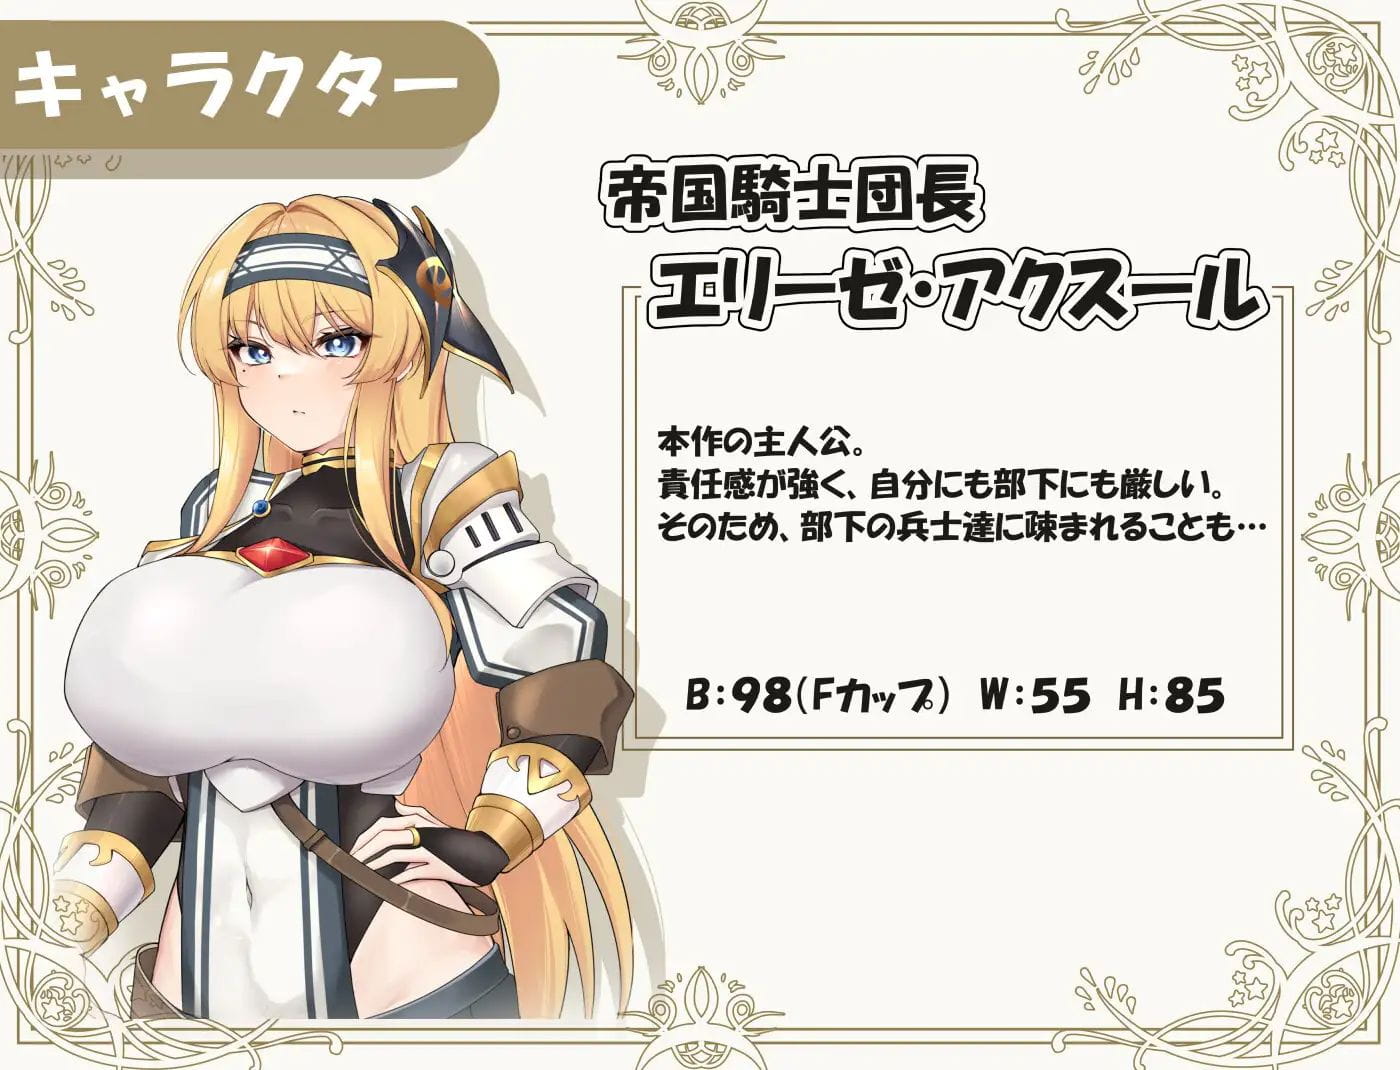 キャラクター
帝国騎士団長
エリーゼ・アクスール
本作の主人公。
責任感が強く、自分にも部下にも厳しい。
そのため、部下の兵士達に疎まれることも…
B:98(Fカップ) W:55 H:85